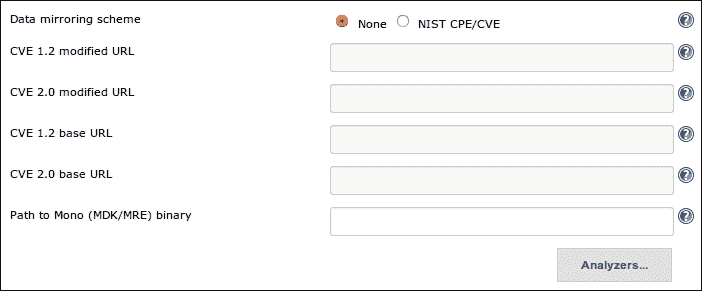 Data mirroring scheme None NIST CPE/CVE ?
CVE 1.2 modified URL ?
CVE 2.0 modified URL ?
CVE 1.2 base URL ?
CVE 2.0 base URL ?
Path to Mono (MDK/MRE) binary ?
Analyzers...